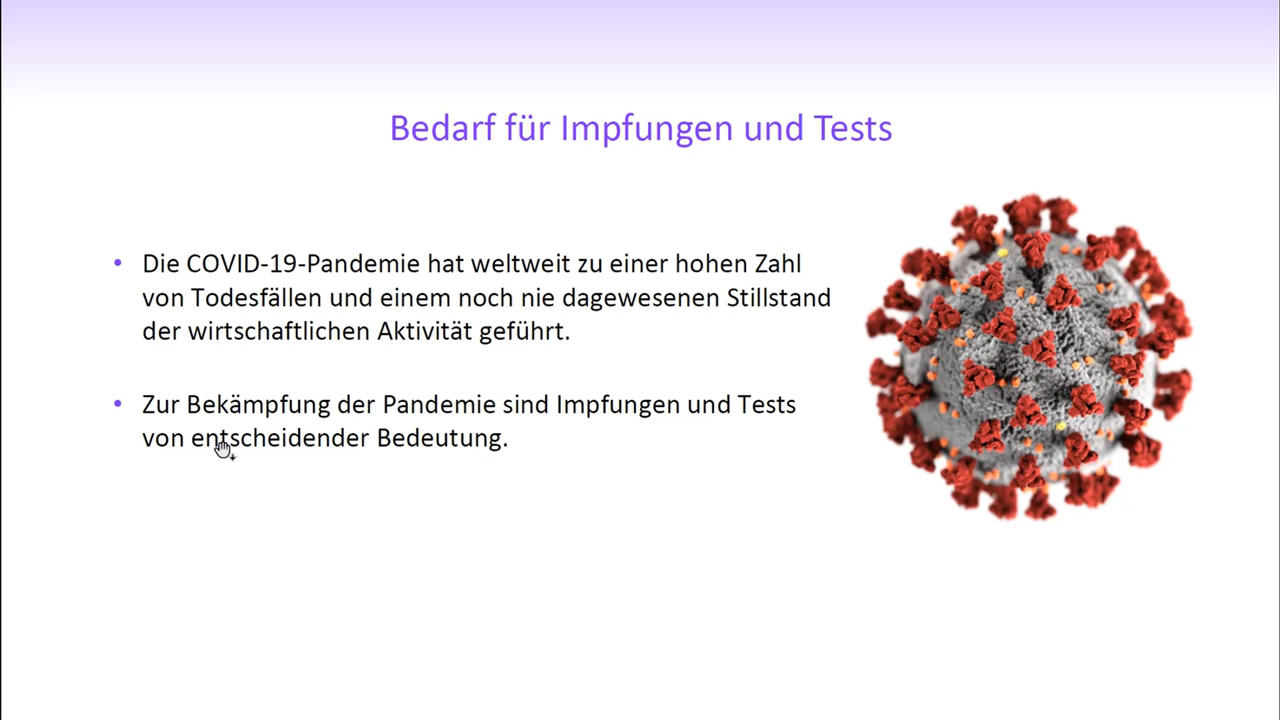 Bedarf für Impfungen und Tests
• Die COVID-19-Pandemie hat weltweit zu einer hohen Zahl
von Todesfällen und einem noch nie dagewesenen Stillstand
der wirtschaftlichen Aktivität geführt.
• Zur Bekämpfung der Pandemie sind Impfungen und Tests
von entscheidender Bedeutung.